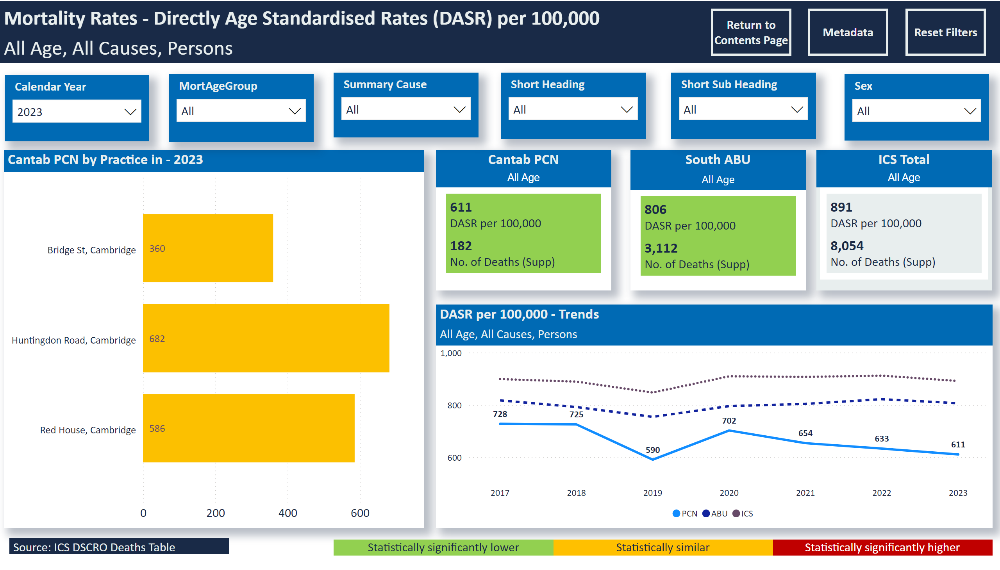 Mortality Rates - Directly Age Standardised Rates (DASR) per 100,000
All Age, All Causes, Persons
Return to
Contents Page
Metadata
Reset Filters
Calendar Year
2023
MortAgeGroup
All
Summary Cause
All
Short Heading
All
Short Sub Heading
All
Sex
All
Cantab PCN by Practice in - 2023
Bridge St, Cambridge
360
Huntingdon Road, Cambridge
682
Red House, Cambridge
586
0 200 400 600
Cantab PCN
All Age
611
DASR per 100,000
182
No. of Deaths (Supp)
South ABU
All Age
806
DASR per 100,000
3,112
No. of Deaths (Supp)
ICS Total
All Age
891
DASR per 100,000
8,054
No. of Deaths (Supp)
DASR per 100,000 - Trends
All Age, All Causes, Persons
1,000
800
600
728 725 590 702 654 633 611
2017 2018 2019 2020 2021 2022 2023
PCN ABU ICS
Source: ICS DSCRO Deaths Table
Statistically significantly lower
Statistically similar
Statistically significantly higher